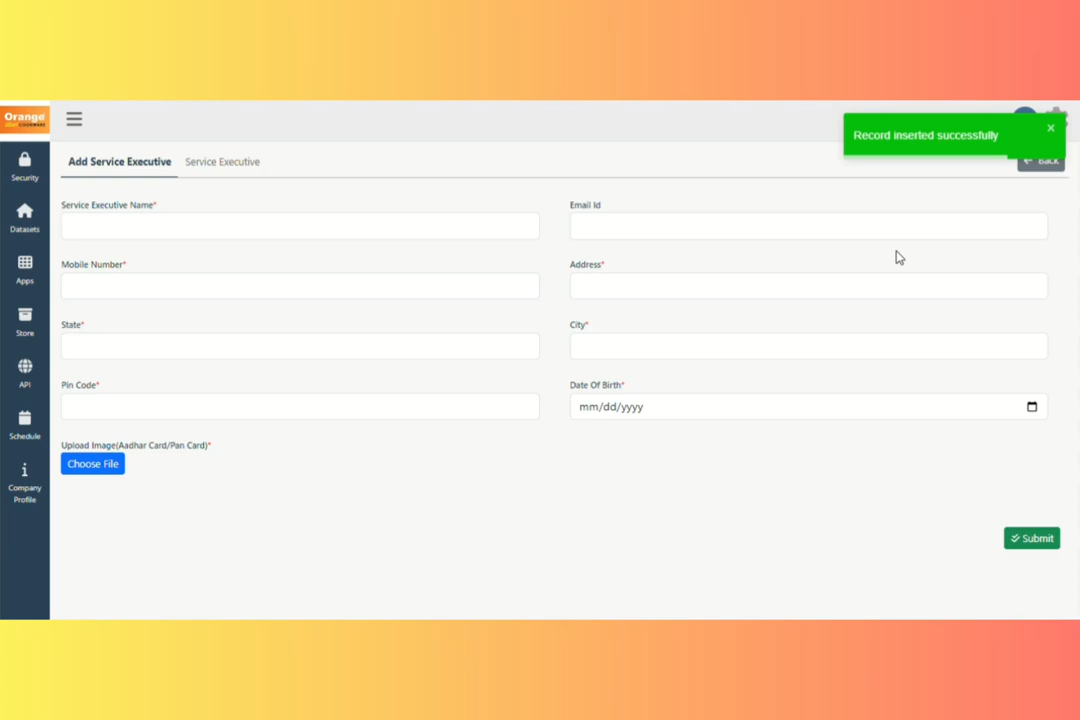 Orange
COOKWARE
Record inserted successfully
×
Security
Datasets
Apps
Store
API
Schedule
Company
Profile
Add Service Executive
Service Executive
← Back
Service Executive Name*
Email Id
Mobile Number*
Address*
State*
City*
Pin Code*
Date Of Birth*
mm/dd/yyyy
Upload Image(Aadhar Card/Pan Card)*
Choose File
Submit